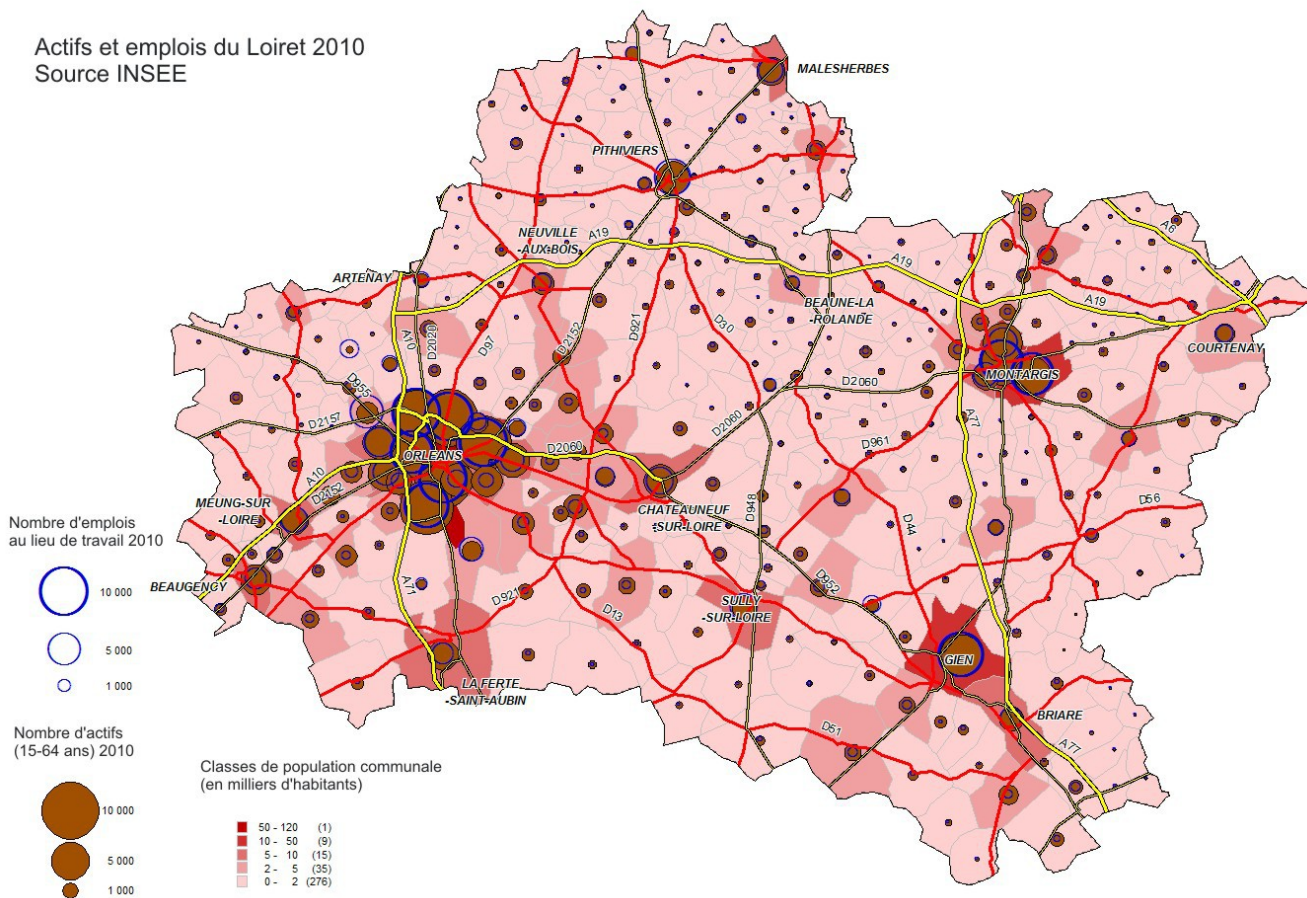 Actifs et emplois du Loiret 2010
Source INSEE
MALESHERBES
PITHIVIERS
A6
NEUVILLE
-AUX-BOIS
A19
A19
ARTENAY
A19
BEAUNE-LA
-ROLANDE
D2152
D921
D30
A10
D2020
D97
COURTENAY
MONTARGIS
D955
D2060
D2157
D2060
A77
ORLEANS
D2060
D961
A10
D2152
MEUNG-SUR
-LOIRE
D56
CHATEAUNEUF
-SUR-LOIRE
D948
D44
Nombre d'emplois
au lieu de travail 2010
10 000
5 000
1 000
BEAUGENCY
A71
D921
D13
D952
SULLY
-SUR-LOIRE
GIEN
LA FERTE
-SAINT-AUBIN
BRIARE
D51
A77
Nombre d'actifs
(15-64 ans) 2010
10 000
5 000
1 000
Classes de population communale
(en milliers d'habitants)
50 - 120 (1)
10 - 50 (9)
5 - 10 (15)
2 - 5 (35)
0 - 2 (276)